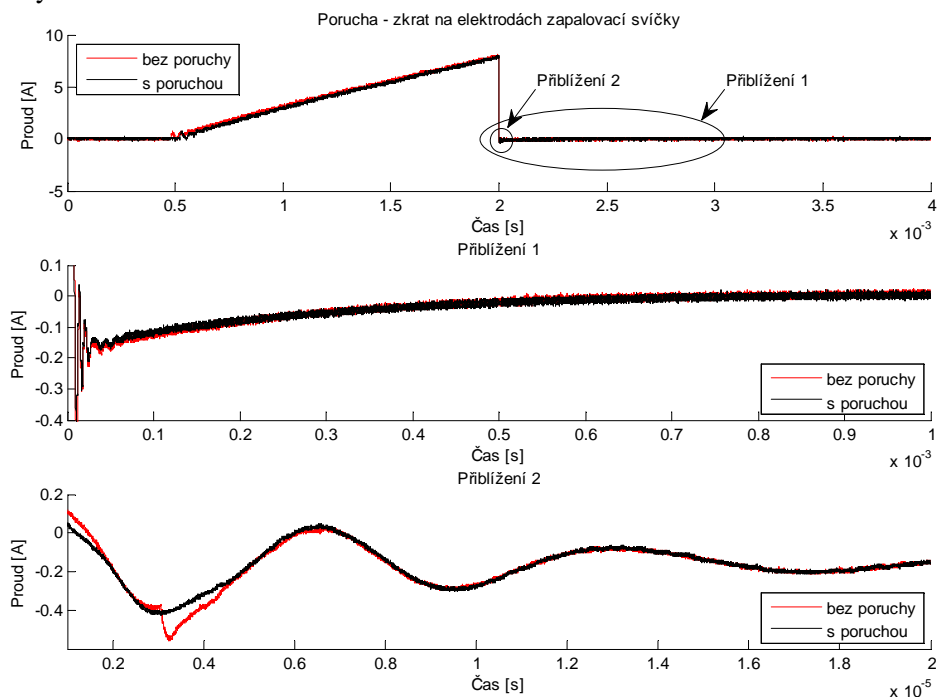 Porucha - zkrat na elektrodách zapalovací svíčky
10
5
0
-5
Proud [A]
bez poruchy
s poruchou
Přiblížení 2
Přiblížení 1
0 0.5 1 1.5 2 2.5 3 3.5 4
Čas [s]
x 10-3
Přiblížení 1
0.1
0
-0.1
-0.2
-0.3
-0.4
Proud [A]
bez poruchy
s poruchou
0 0.1 0.2 0.3 0.4 0.5 0.6 0.7 0.8 0.9 1
Čas [s]
x 10-3
Přiblížení 2
0.2
0
-0.2
-0.4
Proud [A]
bez poruchy
s poruchou
0.2 0.4 0.6 0.8 1 1.2 1.4 1.6 1.8 2
Čas [s]
x 10-5